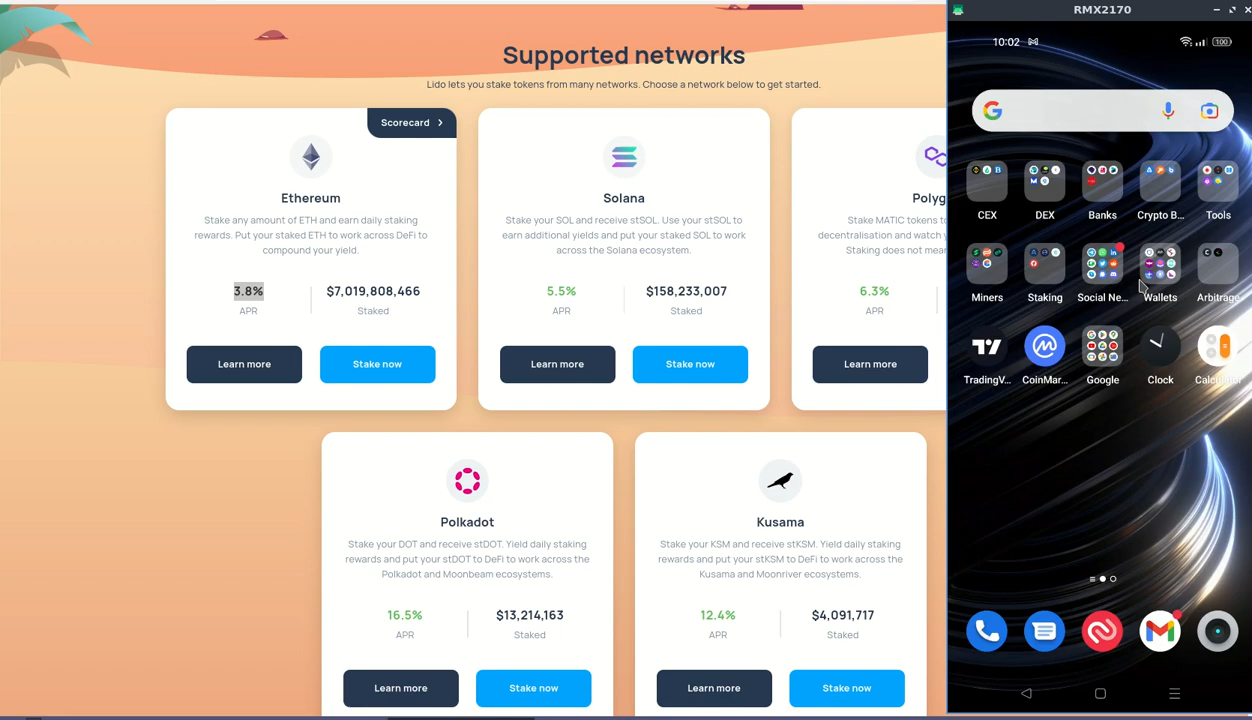 Supported networks
Lido lets you stake tokens from many networks. Choose a network below to get started.
Scorecard
Ethereum
Stake any amount of ETH and earn daily staking
rewards. Put your staked ETH to work across DeFi to
compound your yield.
3.8%
APR
$7,019,808,466
Staked
Learn more
Stake now
Solana
Stake your SOL and receive stSOL. Use your stSOL to
earn additional yields and put your staked SOL to work
across the Solana ecosystem.
5.5%
APR
$158,233,007
Staked
Learn more
Stake now
Polyg
Stake MATIC tokens to
decentralisation and watch y
Staking does not mean
6.3%
APR
Learn more
Polkadot
Stake your DOT and receive stDOT. Yield daily staking
rewards and put your stDOT to DeFi to work across the
Polkadot and Moonbeam ecosystems.
16.5%
APR
$13,214,163
Staked
Learn more
Stake now
Kusama
Stake your KSM and receive stKSM. Yield daily staking
rewards and put your stKSM to DeFi to work across the
Kusama and Moonriver ecosystems.
12.4%
APR
$4,091,717
Staked
Learn more
Stake now
RMX2170
10:02
100
CEX DEX Banks Crypto B... Tools
Miners Staking Social Ne... Wallets Arbitrage
TradingV... CoinMar... Google Clock Calculator